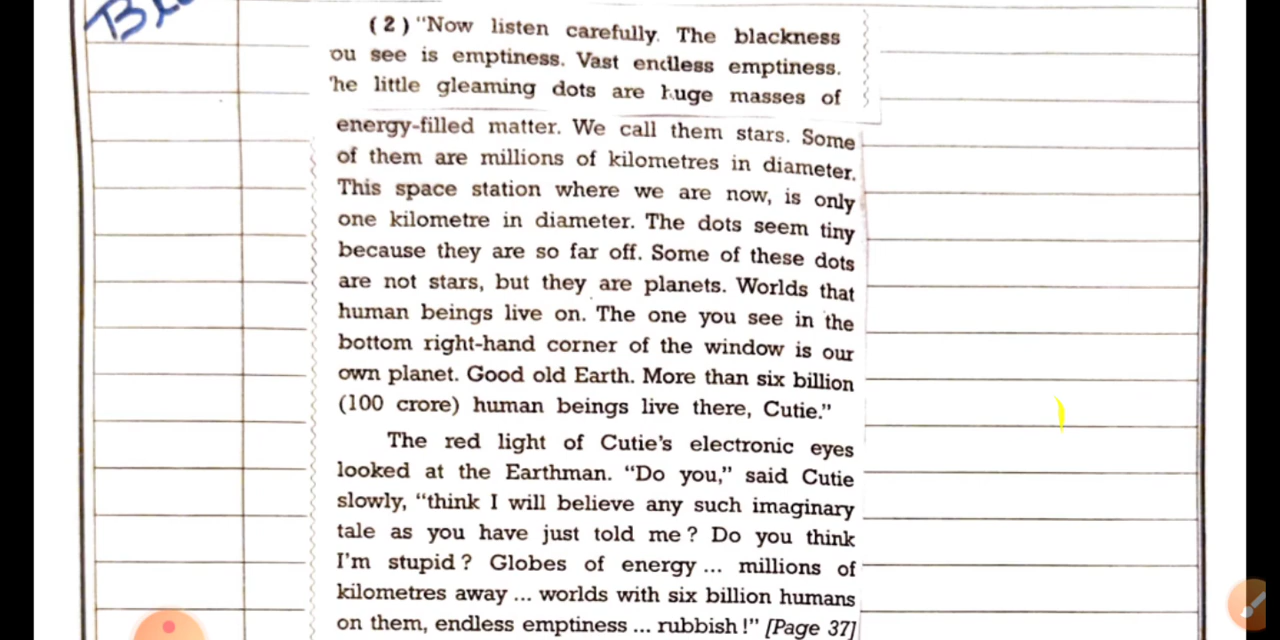 ( 2 ) "Now listen carefully. The blackness
ou see is emptiness. Vast endless emptiness.
he little gleaming dots are huge masses of
energy-filled matter. We call them stars. Some
of them are millions of kilometres in diameter.
This space station where we are now, is only
one kilometre in diameter. The dots seem tiny
because they are so far off. Some of these dots
are not stars, but they are planets. Worlds that
human beings live on. The one you see in the
bottom right-hand corner of the window is our
own planet. Good old Earth. More than six billion
(100 crore) human beings live there, Cutie."
The red light of Cutie's electronic eyes
looked at the Earthman. "Do you," said Cutie
slowly, "think I will believe any such imaginary
tale as you have just told me ? Do you think
I'm stupid ? Globes of energy ... millions of
kilometres away ... worlds with six billion humans
on them, endless emptiness ... rubbish !" [Page 37]